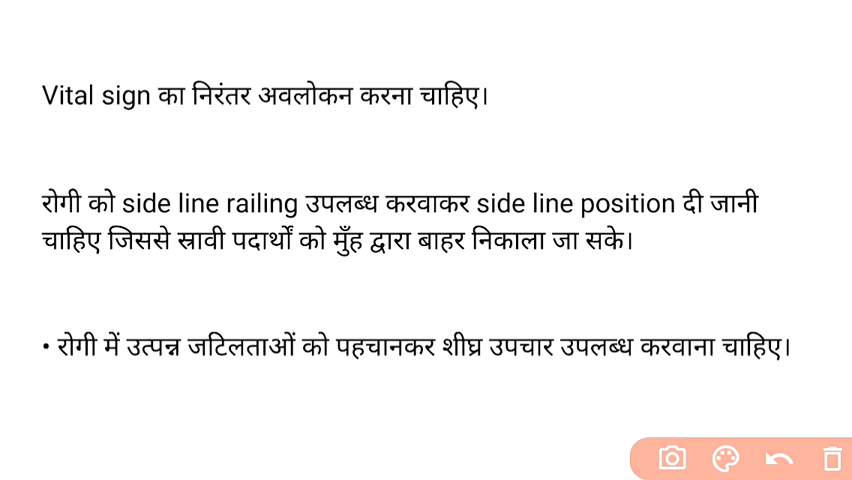 Vital sign का निरंतर अवलोकन करना चाहिए।
रोगी को side line railing उपलब्ध करवाकर side line position दी जानी
चाहिए जिससे स्रावी पदार्थों को मुँह द्वारा बाहर निकाला जा सके।
• रोगी में उत्पन्न जटिलताओं को पहचानकर शीघ्र उपचार उपलब्ध करवाना चाहिए।